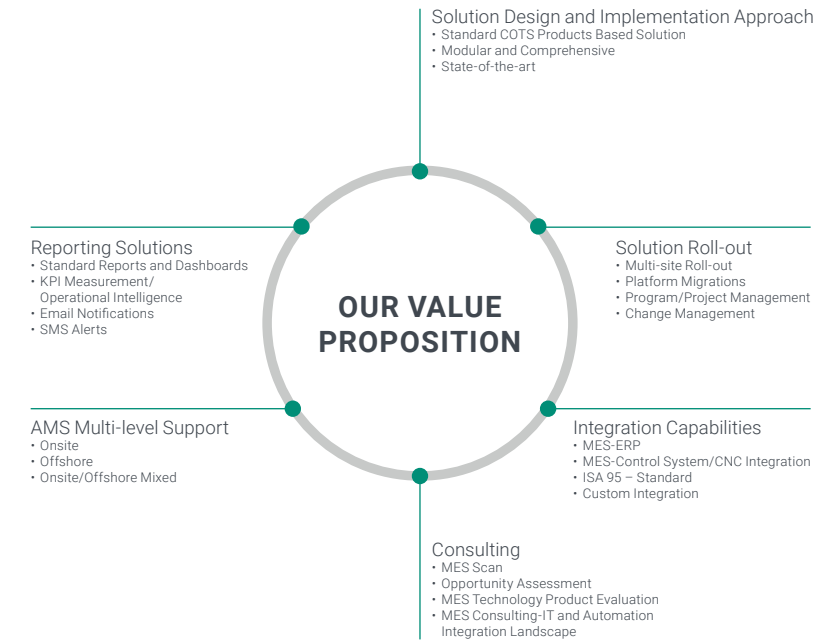 Solution Design and Implementation Approach
• Standard COTS Products Based Solution
• Modular and Comprehensive
• State-of-the-art
Reporting Solutions
• Standard Reports and Dashboards
• KPI Measurement/
Operational Intelligence
• Email Notifications
• SMS Alerts
Solution Roll-out
• Multi-site Roll-out
• Platform Migrations
• Program/Project Management
• Change Management
OUR VALUE
PROPOSITION
AMS Multi-level Support
• Onsite
• Offshore
• Onsite/Offshore Mixed
Integration Capabilities
• MES-ERP
• MES-Control System/CNC Integration
• ISA 95 – Standard
• Custom Integration
Consulting
• MES Scan
• Opportunity Assessment
• MES Technology Product Evaluation
• MES Consulting-IT and Automation
Integration Landscape